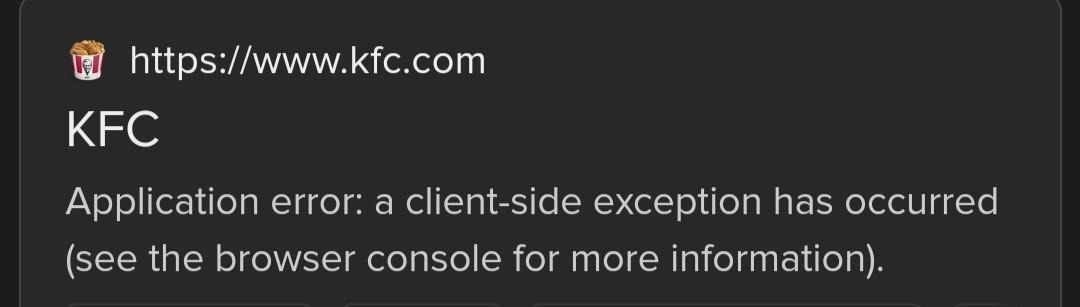 https://www.kfc.com
KFC
Application error: a client-side exception has occurred
(see the browser console for more information).